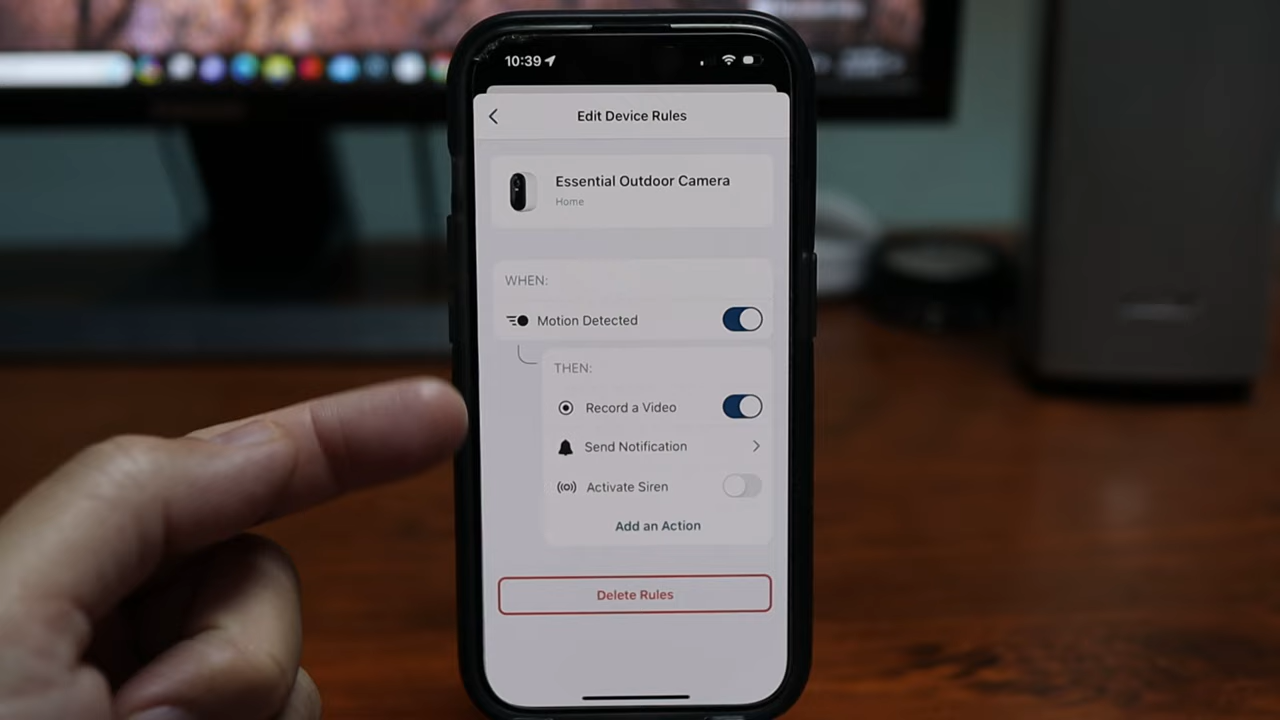 10:39
Edit Device Rules
Essential Outdoor Camera
Home
WHEN:
Motion Detected
THEN:
Record a Video
Send Notification
Activate Siren
Add an Action
Delete Rules